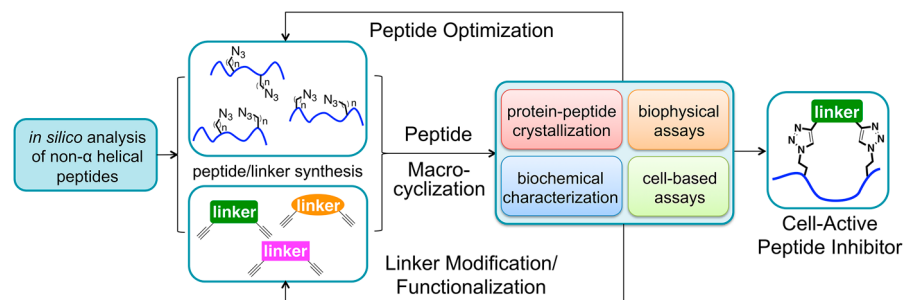 Peptide Optimization
in silico analysis
of non-α helical
peptides
N3
n
n
N3
N3
n
N3
n
N3
n
N3
n
peptide/linker synthesis
linker
linker
linker
Peptide
Macro-
cyclization
Linker Modification/
Functionalization
protein-peptide
crystallization
biophysical
assays
biochemical
characterization
cell-based
assays
linker
N
N
N
N
N
N
Cell-Active
Peptide Inhibitor